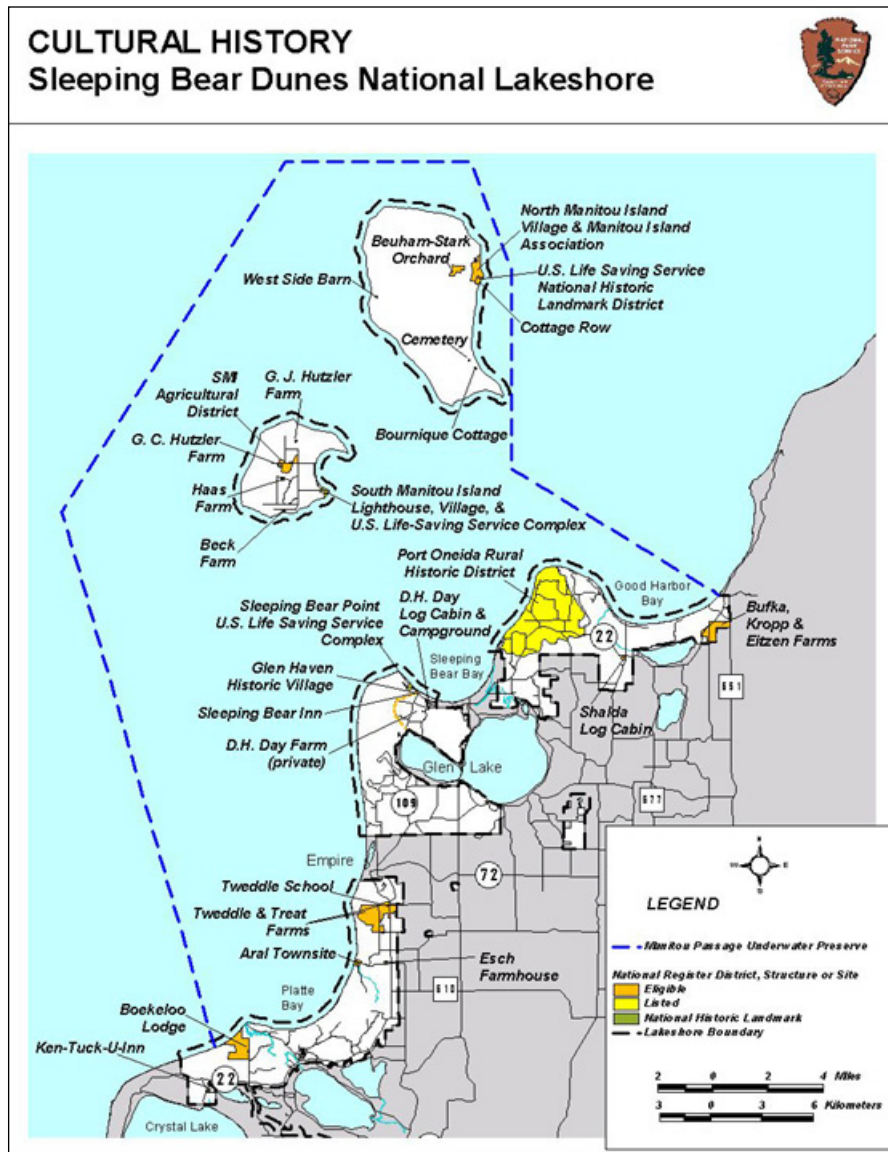 CULTURAL HISTORY
Sleeping Bear Dunes National Lakeshore
NATIONAL
PARK
SERVICE
North Manitou Island
Village & Manitou Island
Association
Beuham-Stark
Orchard
U.S. Life Saving Service
National Historic
Landmark District
West Side Barn
Cottage Row
Cemetery
SMI
Agricultural
District
G. J. Hutzler
Farm
Bournique Cottage
G. C. Hutzler
Farm
Haas
Farm
South Manitou Island
Lighthouse, Village, &
U.S. Life-Saving Service Complex
Beck
Farm
Port Oneida Rural
Historic District
Good Harbor
Bay
Sleeping Bear Point
U.S. Life Saving Service
Complex
D.H. Day
Log Cabin &
Campground
Bufka,
Kropp &
Eitzen Farms
22
Sleeping
Bear Bay
Glen Haven
Historic Village
651
Sleeping Bear Inn
Shalda
Log Cabin
D.H. Day Farm
(private)
Glen Lake
109
677
Empire
72
Tweddle School
Tweddle & Treat
Farms
Aral Townsite
Esch
Farmhouse
Platte
Bay
610
Boekeloo
Lodge
Ken-Tuck-U-Inn
22
Crystal Lake
N
W
E
S
LEGEND
Manitou Passage Underwater Preserve
National Register District, Structure or Site
Eligible
Listed
National Historic Landmark
Lakeshore Boundary
2 0 2 4 Miles
3 0 3 6 Kilometers